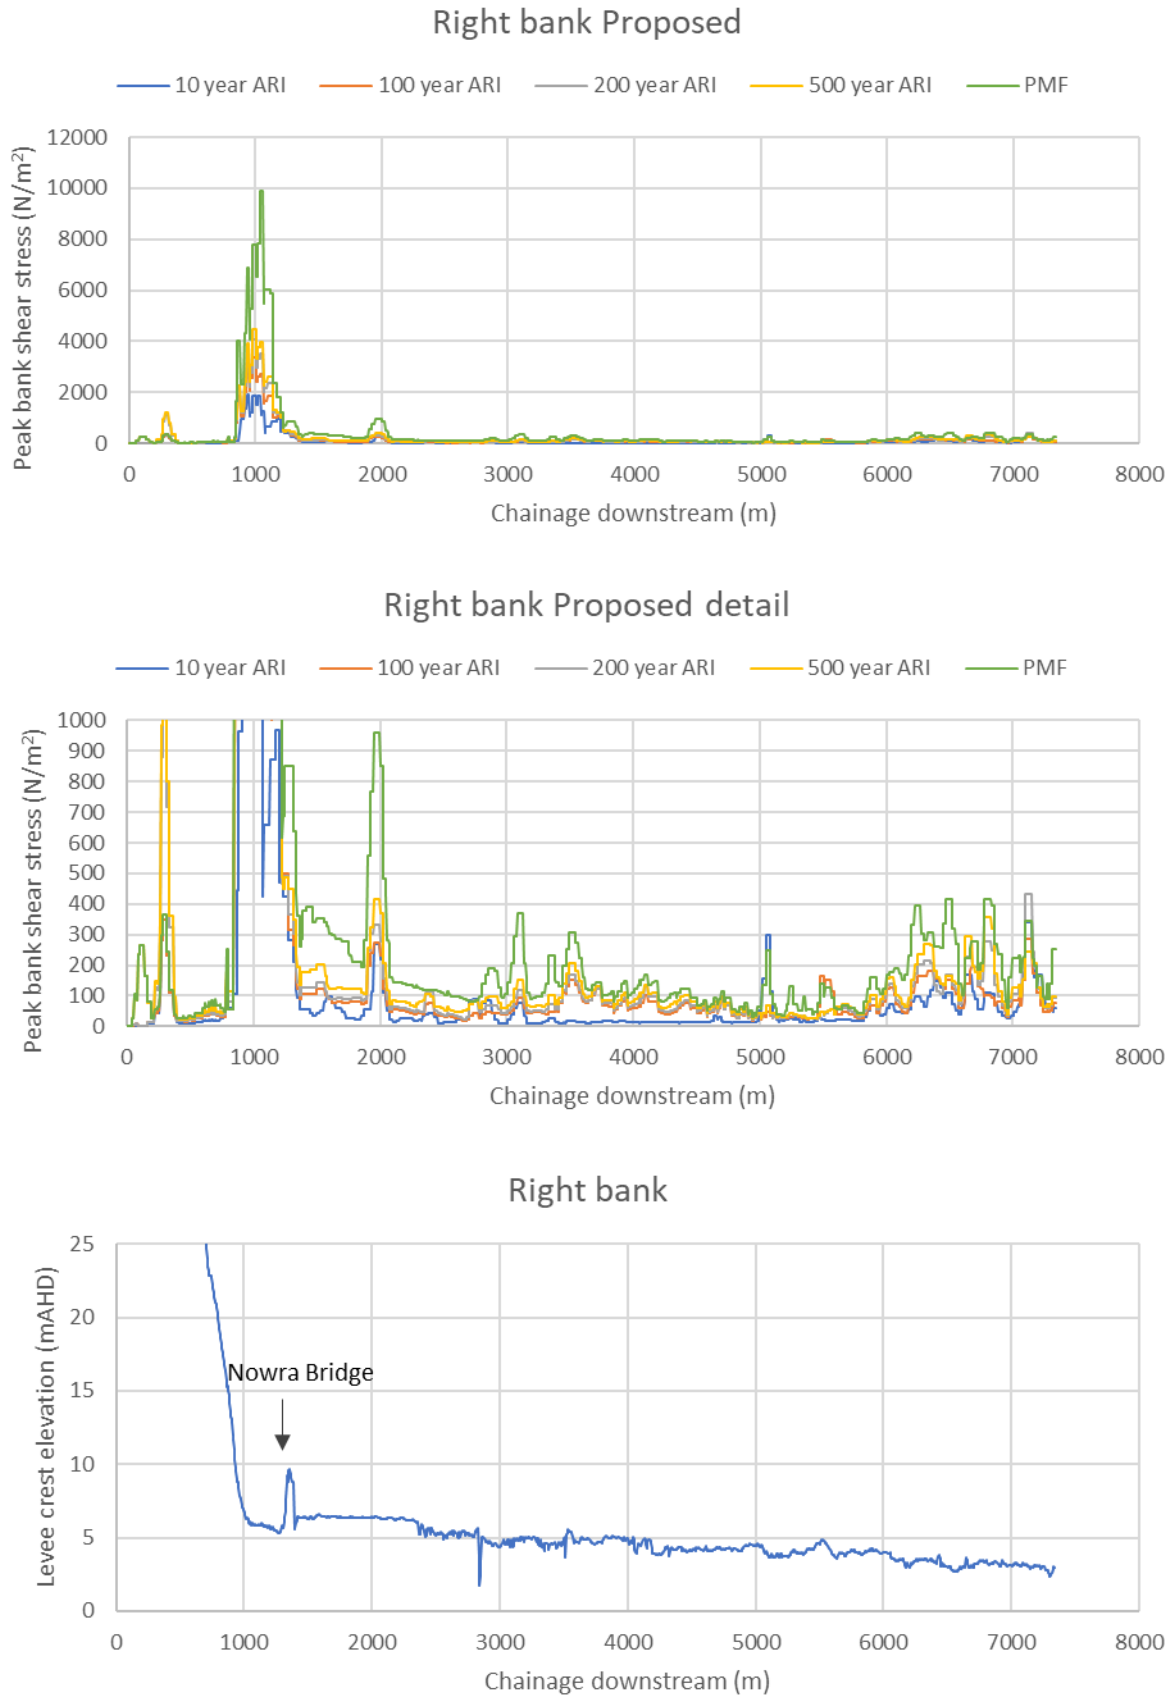 Right bank Proposed
10 year ARI 100 year ARI 200 year ARI 500 year ARI PMF
Peak bank shear stress (N/m²)
12000
10000
8000
6000
4000
2000
0
0 1000 2000 3000 4000 5000 6000 7000 8000
Chainage downstream (m)
Right bank Proposed detail
10 year ARI 100 year ARI 200 year ARI 500 year ARI PMF
Peak bank shear stress (N/m²)
1000
900
800
700
600
500
400
300
200
100
0
0 1000 2000 3000 4000 5000 6000 7000 8000
Chainage downstream (m)
Right bank
Levee crest elevation (mAHD)
25
20
15
10
5
0
Nowra Bridge
0 1000 2000 3000 4000 5000 6000 7000 8000
Chainage downstream (m)